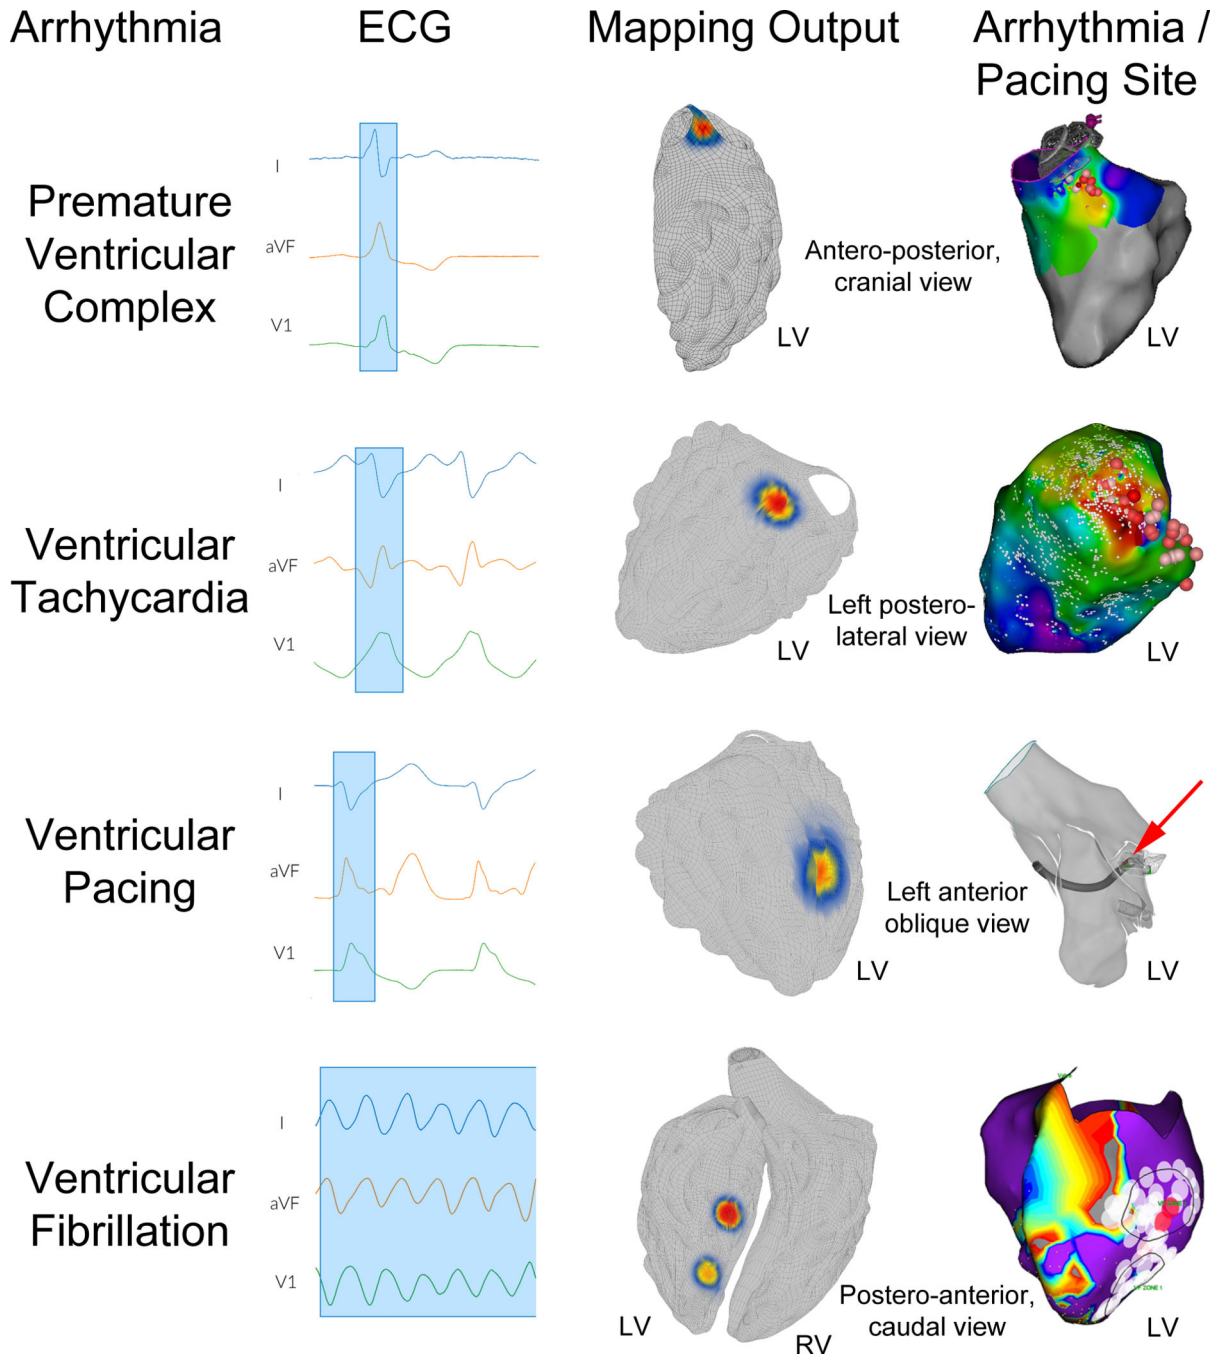 Arrhythmia
ECG
Mapping Output
Arrhythmia /
Pacing Site
Premature
Ventricular
Complex
I
aVF
V1
Antero-posterior,
cranial view
LV
LV
Ventricular
Tachycardia
I
aVF
V1
Left postero-
lateral view
LV
LV
Ventricular
Pacing
I
aVF
V1
Left anterior
oblique view
LV
LV
Ventricular
Fibrillation
I
aVF
V1
Postero-anterior,
caudal view
LV
RV
LV